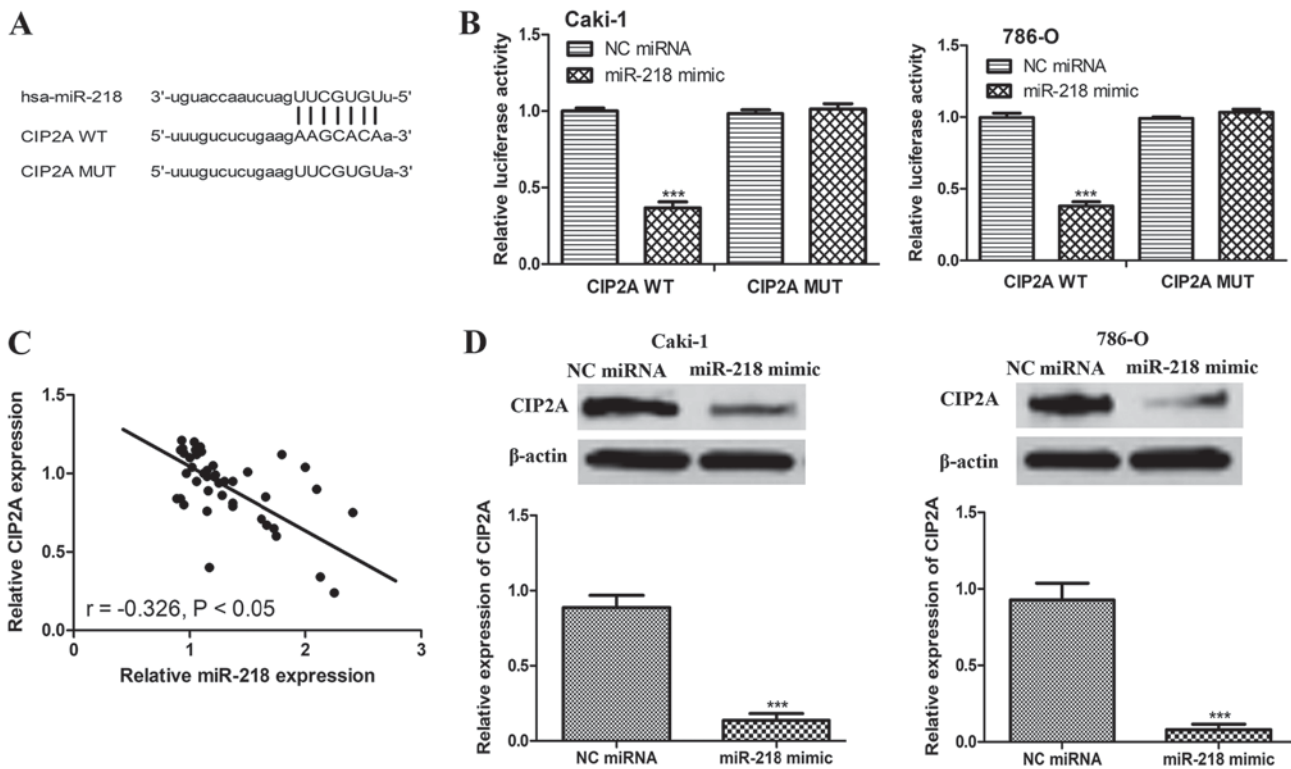 A
hsa-miR-218 3'-uguaccaaucuagUUCGUGUu-5'
CIP2A WT 5'-uuugucucugaagAAGCACAa-3'
CIP2A MUT 5'-uuugucucugaagUUCGUGUa-3'
B
Caki-1
NC miRNA
miR-218 mimic
Relative luciferase activity
1.5
1.0
0.5
0.0
***
CIP2A WT CIP2A MUT
786-O
NC miRNA
miR-218 mimic
Relative luciferase activity
1.5
1.0
0.5
0.0
***
CIP2A WT CIP2A MUT
C
Relative CIP2A expression
1.5
1.0
0.5
0.0
r = -0.326, P < 0.05
0 1 2 3
Relative miR-218 expression
D
Caki-1
NC miRNA miR-218 mimic
CIP2A
β-actin
Relative expression of CIP2A
1.5
1.0
0.5
0.0
***
NC miRNA miR-218 mimic
786-O
NC miRNA miR-218 mimic
CIP2A
β-actin
Relative expression of CIP2A
1.5
1.0
0.5
0.0
***
NC miRNA miR-218 mimic